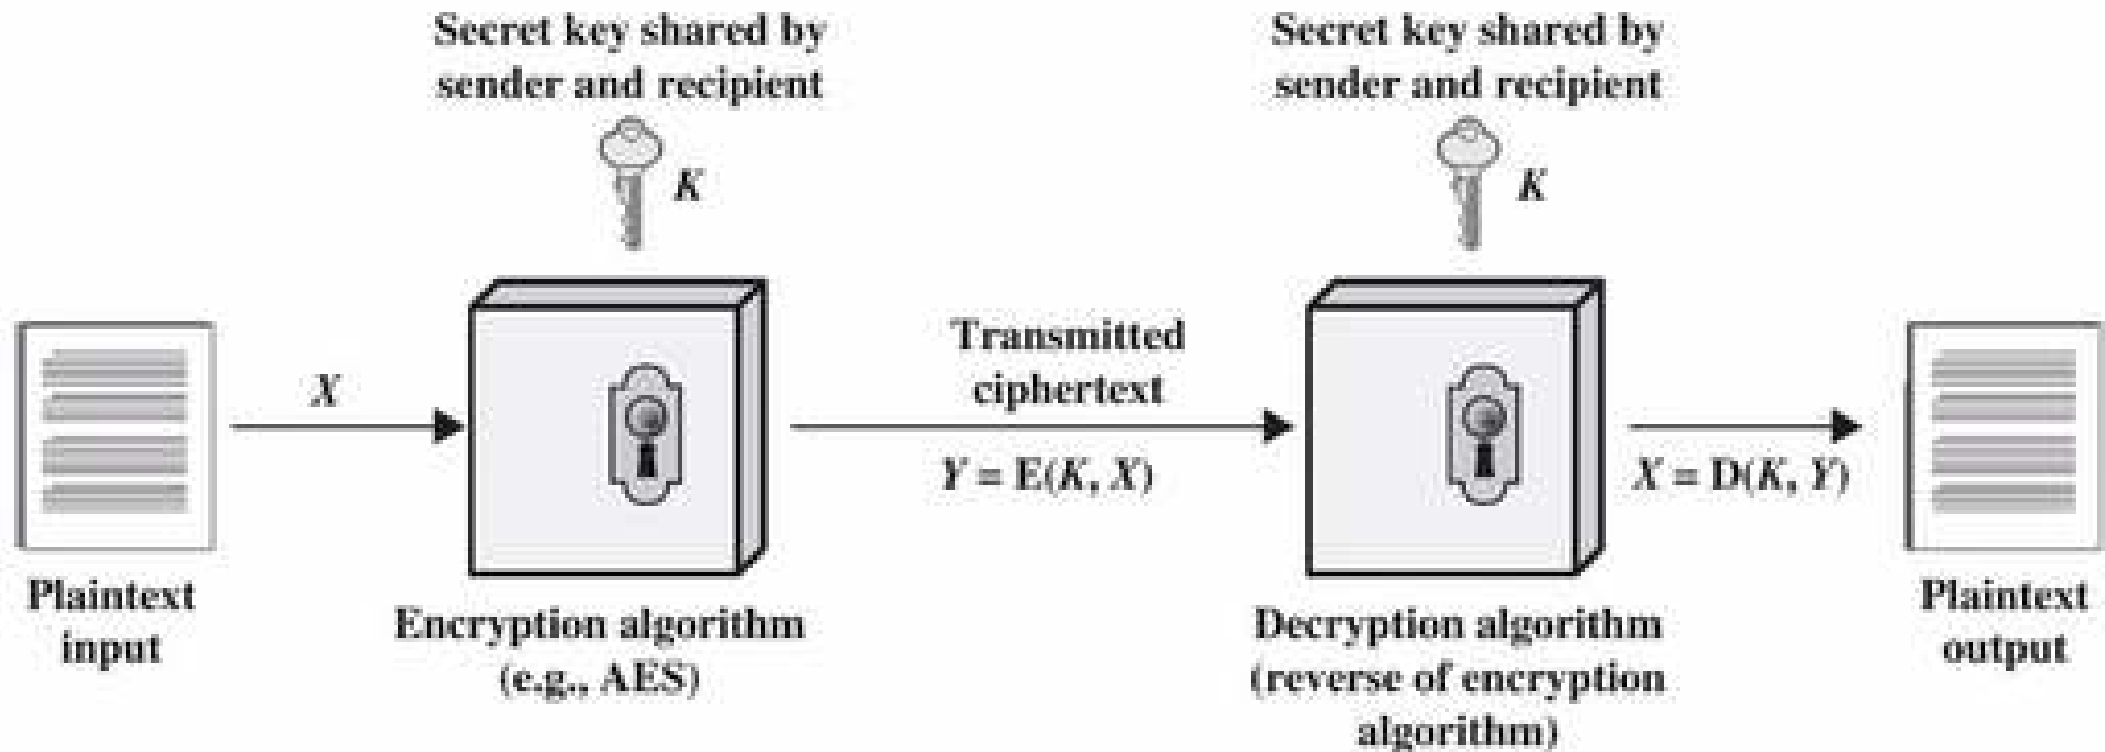 Secret key shared by
sender and recipient
K
Secret key shared by
sender and recipient
K
X
Transmitted
ciphertext
Y = E(K, X)
X = D(K, Y)
Plaintext
input
Encryption algorithm
(e.g., AES)
Decryption algorithm
(reverse of encryption
algorithm)
Plaintext
output